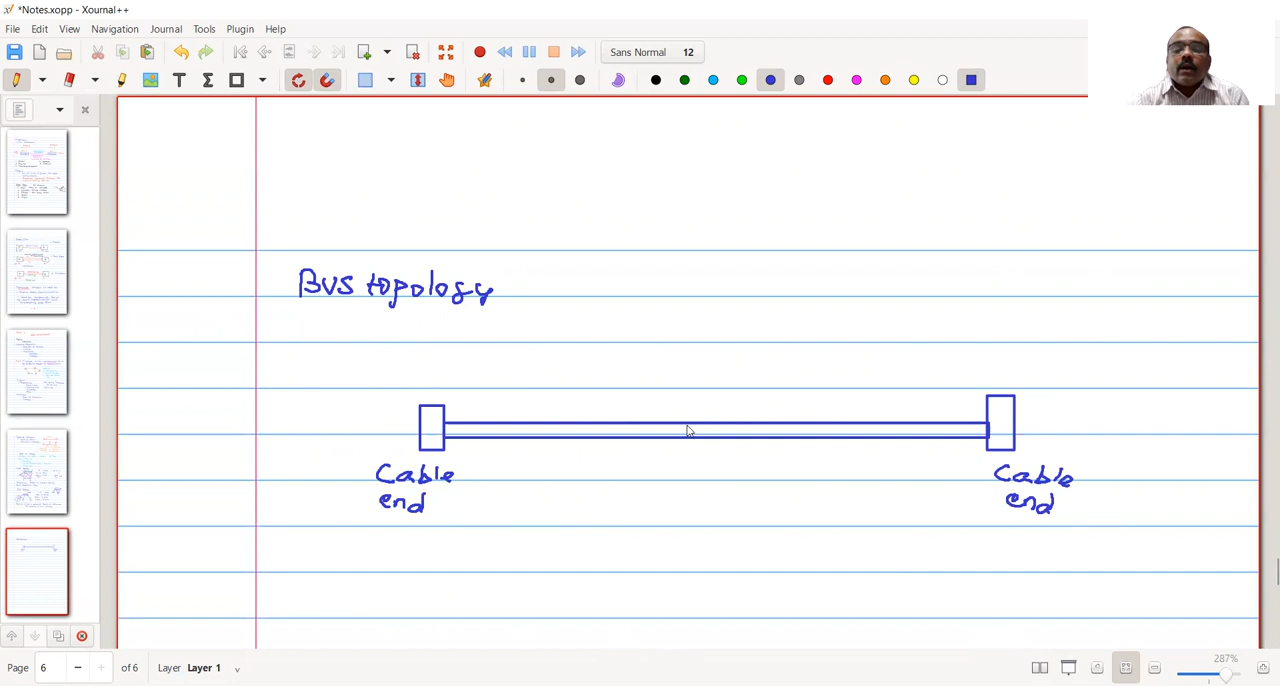 *Notes.xopp - Xournal++
File Edit View Navigation Journal Tools Plugin Help
Sans Normal 12
Bus topology
Cable
end
Cable
end
Page 6 of 6 Layer Layer 1
287%